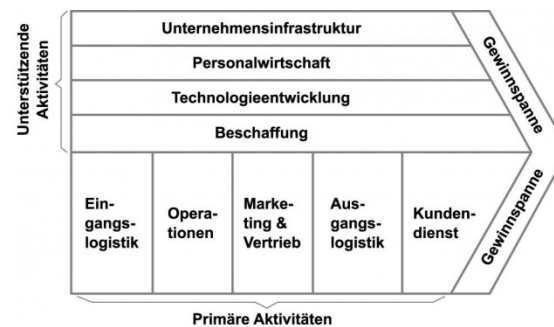 Unterstützende
Aktivitäten
Unternehmensinfrastruktur
Personalwirtschaft
Technologieentwicklung
Beschaffung
Gewinnspanne
Ein-
gangs-
logistik
Opera-
tionen
Marke-
ting &
Vertrieb
Aus-
gangs-
logistik
Kunden-
dienst
Gewinnspanne
Primäre Aktivitäten